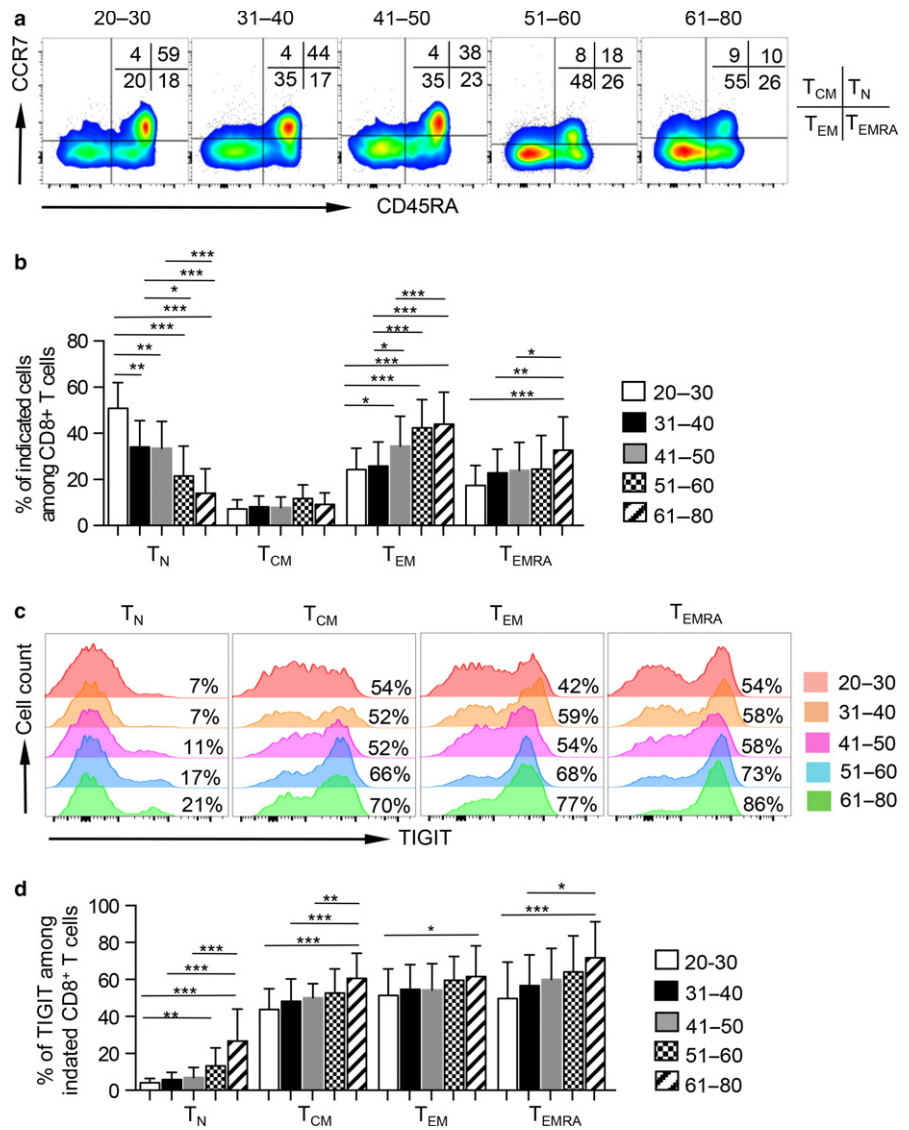 a
20–30 31–40 41–50 51–60 61–80
CCR7
4 59
20 18
4 44
35 17
4 38
35 23
8 18
48 26
9 10
55 26
TCM TN
TEM TEMRA
CD45RA
b
% of indicated cells
among CD8+ T cells
80
60
40
20
0
*** *** * *** *** ** **
*** *** *** * *** *** *
* ** ***
TN TCM TEM TEMRA
20–30
31–40
41–50
51–60
61–80
c
TN TCM TEM TEMRA
Cell count
7% 54% 42% 54%
7% 52% 59% 58%
11% 52% 54% 58%
17% 66% 68% 73%
21% 70% 77% 86%
20–30
31–40
41–50
51–60
61–80
TIGIT
d
% of TIGIT among
indated CD8+ T cells
100
80
60
40
20
0
*** *** *** **
** *** ***
*
* ***
TN TCM TEM TEMRA
20-30
31–40
41–50
51–60
61–80